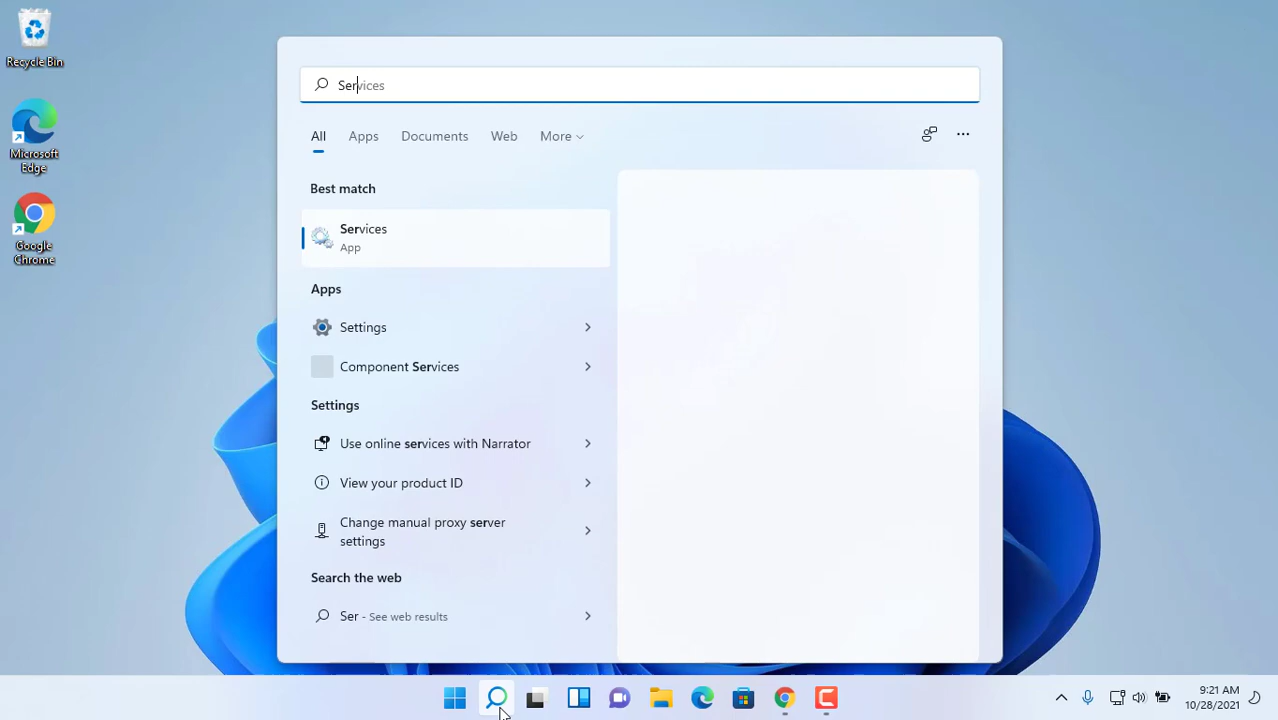 Recycle Bin
Microsoft
Edge
Google
Chrome
Services
All Apps Documents Web More
Best match
Services
App
Apps
Settings
Component Services
Settings
Use online services with Narrator
View your product ID
Change manual proxy server
settings
Search the web
Ser - See web results
9:21 AM
10/28/2021